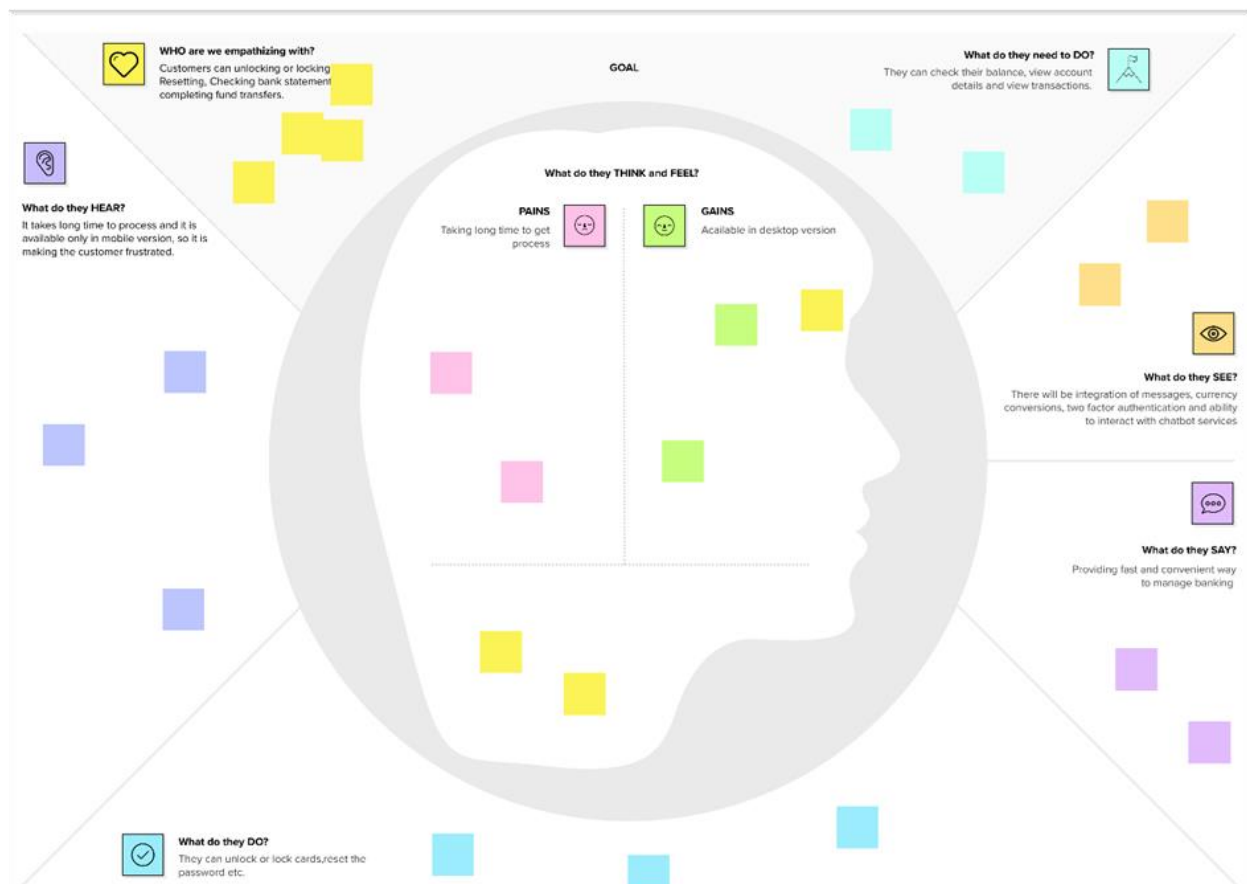 WHO are we empathizing with?
Customers can unlocking or locking
Resetting, Checking bank statement
completing fund transfers.
GOAL
What do they need to DO?
They can check their balance, view account
details and view transactions.
What do they HEAR?
It takes long time to process and it is
available only in mobile version, so it is
making the customer frustrated.
What do they THINK and FEEL?
PAINS
Taking long time to get
process
GAINS
Acailable in desktop version
What do they SEE?
There will be integration of messages, currency
conversions, two factor authentication and ability
to interact with chatbot services
What do they SAY?
Providing fast and convenient way
to manage banking
What do they DO?
They can unlock or lock cards,reset the
password etc.